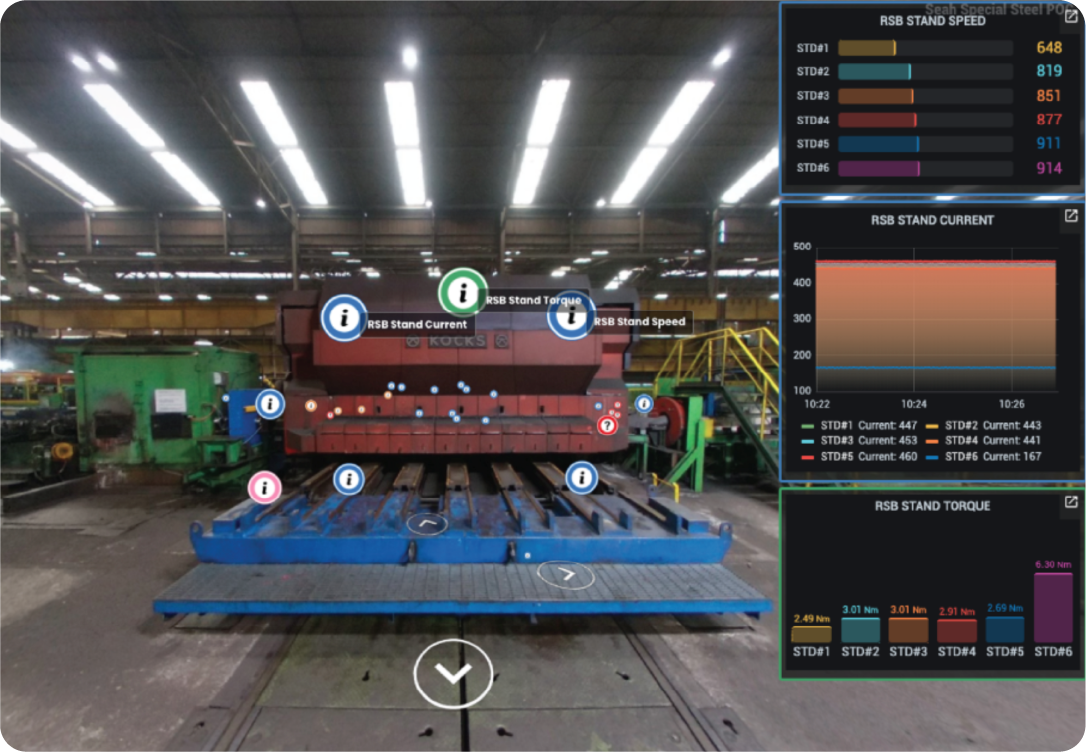 Seah Special Steel PO
RSB STAND SPEED
STD#1 648
STD#2 819
STD#3 851
STD#4 877
STD#5 911
STD#6 914
RSB STAND CURRENT
500
400
300
200
100
10:22 10:24 10:26
STD#1 Current: 447 STD#2 Current: 443
STD#3 Current: 453 STD#4 Current: 441
STD#5 Current: 460 STD#6 Current: 167
RSB STAND TORQUE
6.30 Nm
2.49 Nm 3.01 Nm 3.01 Nm 2.91 Nm 2.69 Nm
STD#1 STD#2 STD#3 STD#4 STD#5 STD#6
i RSB Stand Torque
i RSB Stand Current
i RSB Stand Speed
KOCKS
i
i
?
i
i
i